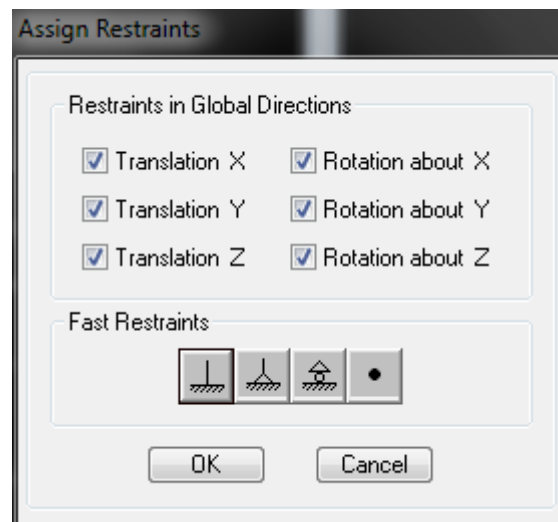 Assign Restraints
Restraints in Global Directions
Translation X
Rotation about X
Translation Y
Rotation about Y
Translation Z
Rotation about Z
Fast Restraints
OK
Cancel